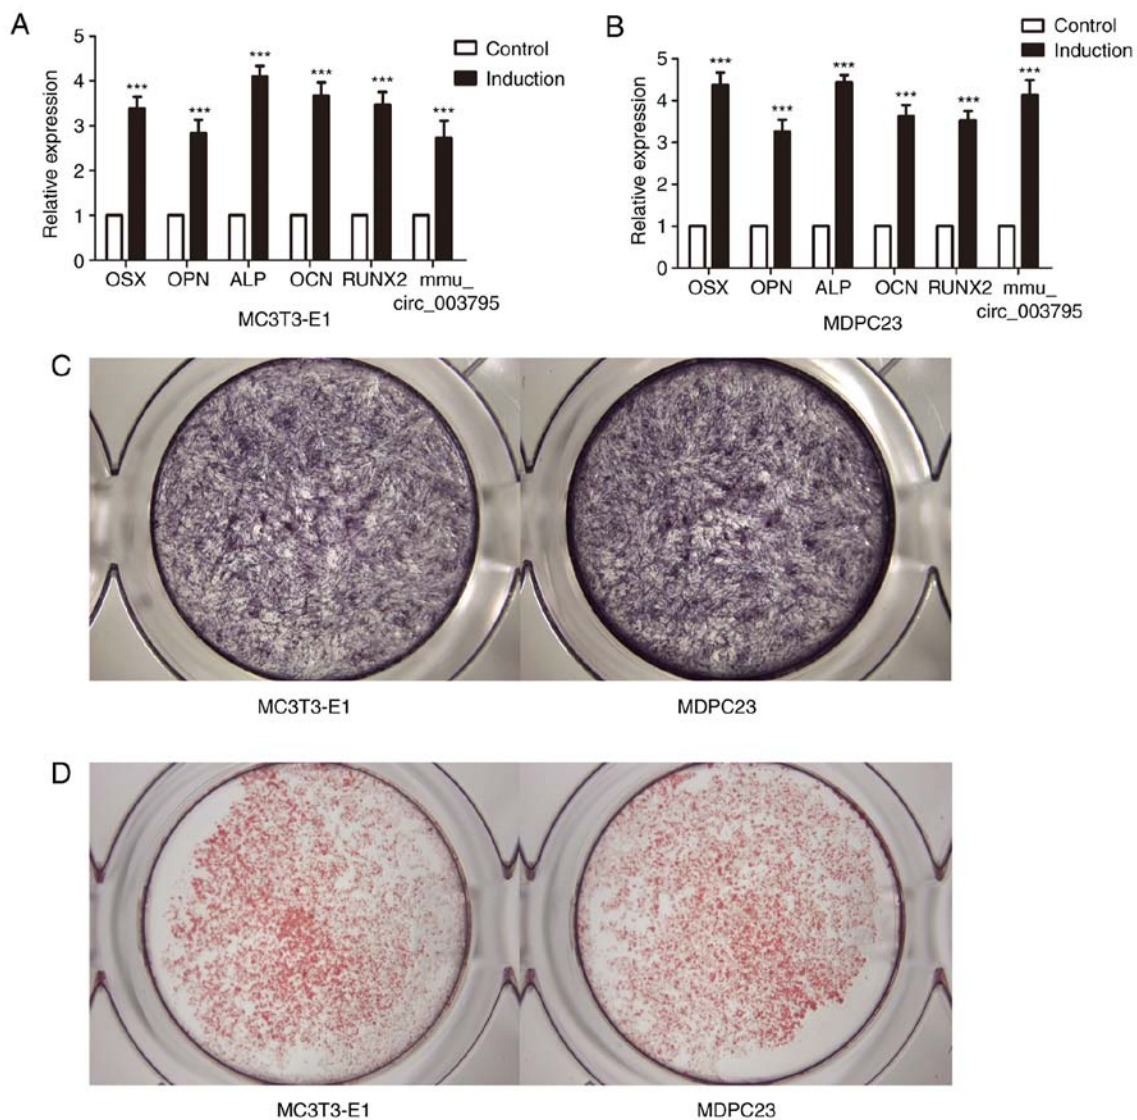 A
Relative expression
5
4
3
2
1
0
***
***
***
***
***
***
Control
Induction
OSX OPN ALP OCN RUNX2 mmu_
circ_003795
MC3T3-E1
B
Relative expression
5
4
3
2
1
0
***
***
***
***
***
***
Control
Induction
OSX OPN ALP OCN RUNX2 mmu_
circ_003795
MDPC23
C
MC3T3-E1 MDPC23
D
MC3T3-E1 MDPC23